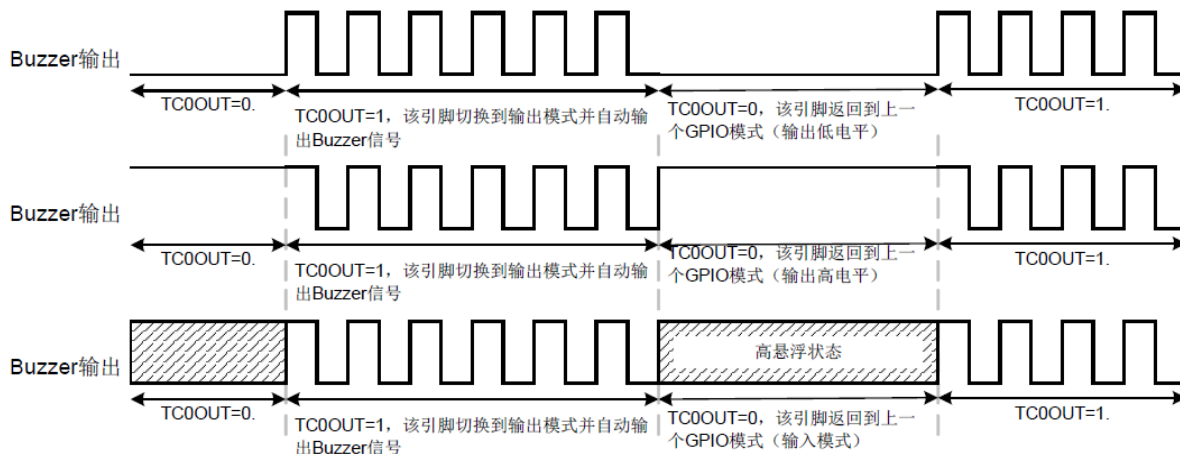 Buzzer输出
TC0OUT=0.
TC0OUT=1，该引脚切换到输出模式并自动输
出Buzzer信号
TC0OUT=0，该引脚返回到上一
个GPIO模式（输出低电平）
TC0OUT=1.
Buzzer输出
TC0OUT=0.
TC0OUT=1，该引脚切换到输出模式并自动输
出Buzzer信号
TC0OUT=0，该引脚返回到上一
个GPIO模式（输出高电平）
TC0OUT=1.
Buzzer输出
高悬浮状态
TC0OUT=0.
TC0OUT=1，该引脚切换到输出模式并自动输
出Buzzer信号
TC0OUT=0，该引脚返回到上一
个GPIO模式（输入模式）
TC0OUT=1.